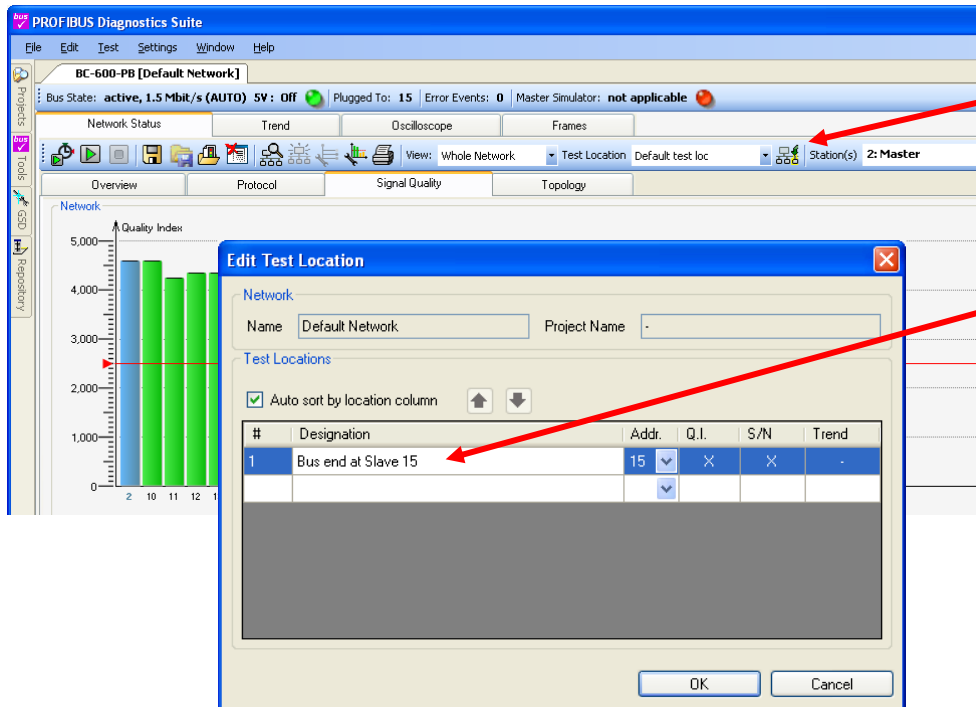 bus PROFIBUS Diagnostics Suite
File Edit Test Settings Window Help
BC-600-PB [Default Network]
Bus State: active, 1.5 Mbit/s (AUTO) 5V : Off Plugged To: 15 Error Events: 0 Master Simulator: not applicable
Network Status Trend Oscilloscope Frames
View: Whole Network Test Location Default test loc Station(s) 2: Master
Overview Protocol Signal Quality Topology
Projects
bus Tools
GSD
Repository
Network
Quality Index
5,000
4,000
3,000
2,000
1,000
0
2 10 11 12 1
Edit Test Location
Network
Name Default Network Project Name -
Test Locations
Auto sort by location column
# Designation Addr. Q.I. S/N Trend
1 Bus end at Slave 15 15 X X -
OK Cancel